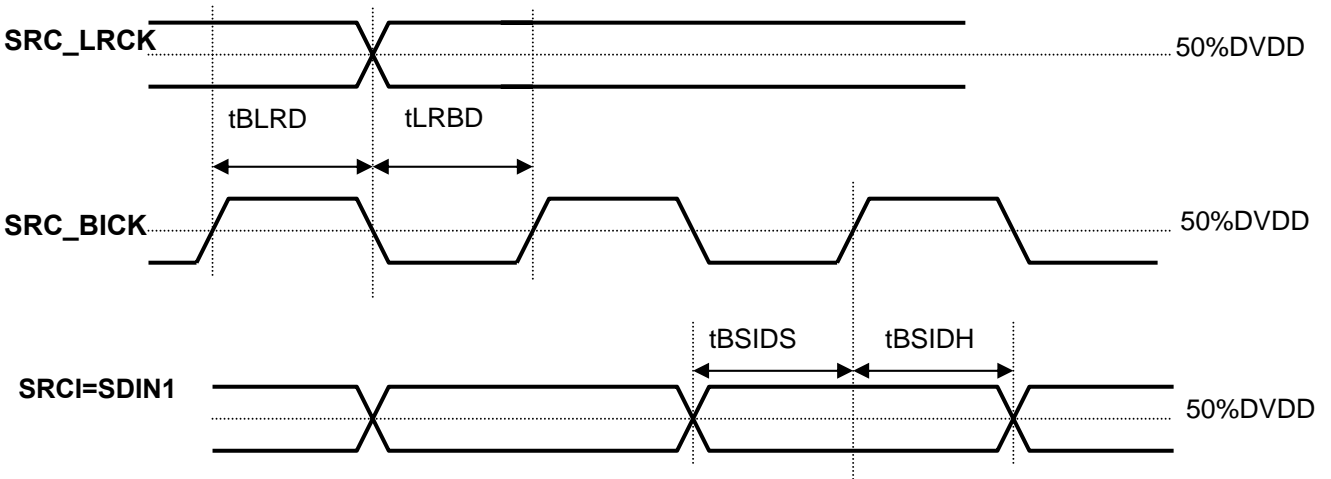 SRC_LRCK
50%DVDD
tBLRD
tLRBD
SRC_BICK
50%DVDD
tBSIDS
tBSIDH
SRCI=SDIN1
50%DVDD